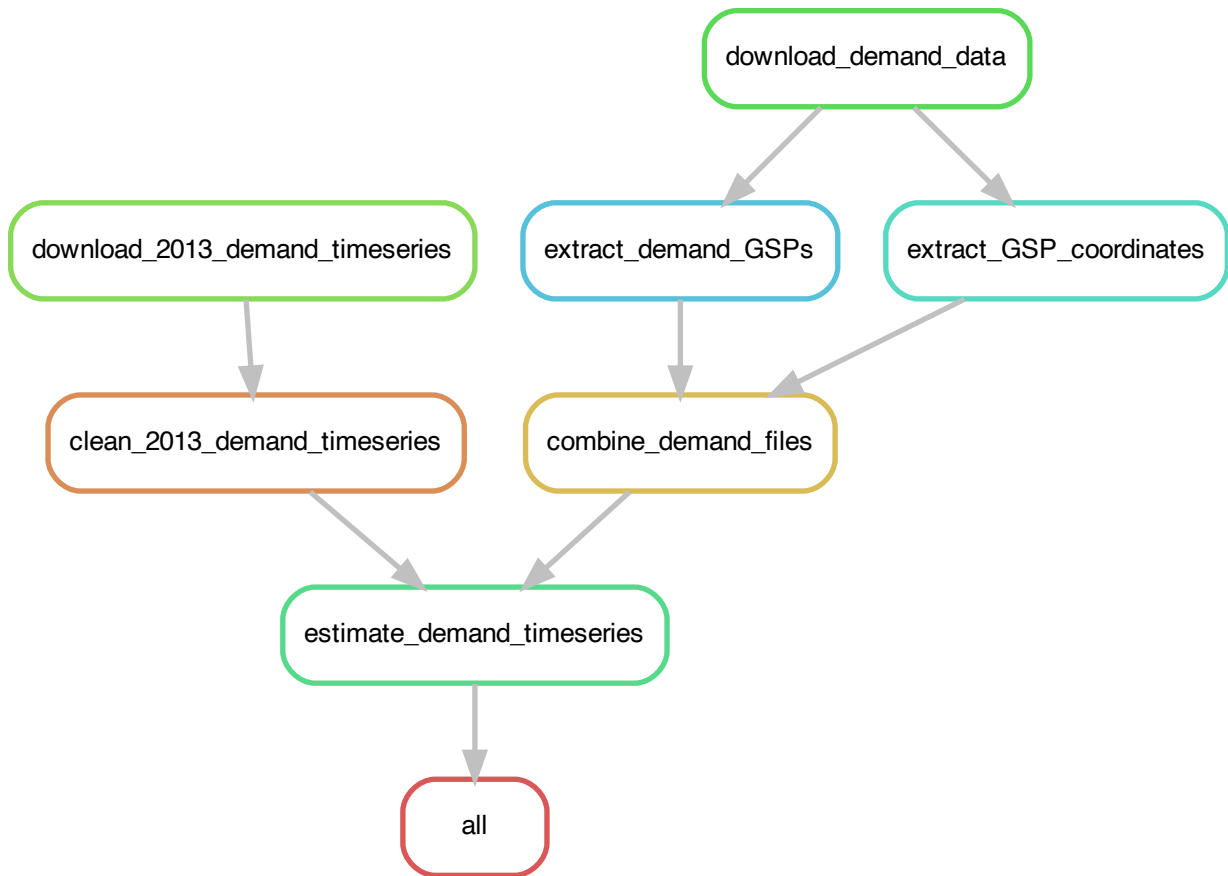 download_demand_data
download_2013_demand_timeseries
extract_demand_GSPs
extract_GSP_coordinates
clean_2013_demand_timeseries
combine_demand_files
estimate_demand_timeseries
all